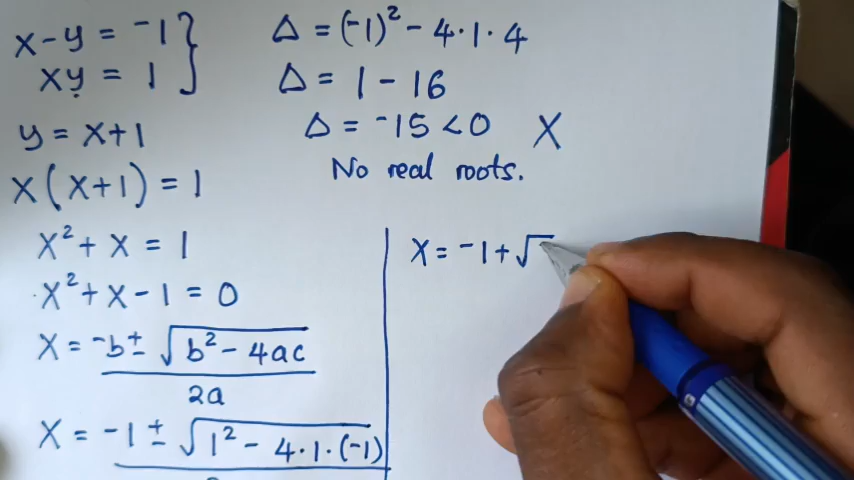 x-y = ⁻1
xy = 1
y = x+1
x(x+1) = 1
x² + x = 1
x² + x - 1 = 0
x = ⁻b ± √(b² - 4ac) / 2a
x = -1 ± √(1² - 4·1·(-1))
Δ = (⁻1)² - 4·1·4
Δ = 1 - 16
Δ = ⁻15 < 0 X
No real roots.
x = ⁻1 + √